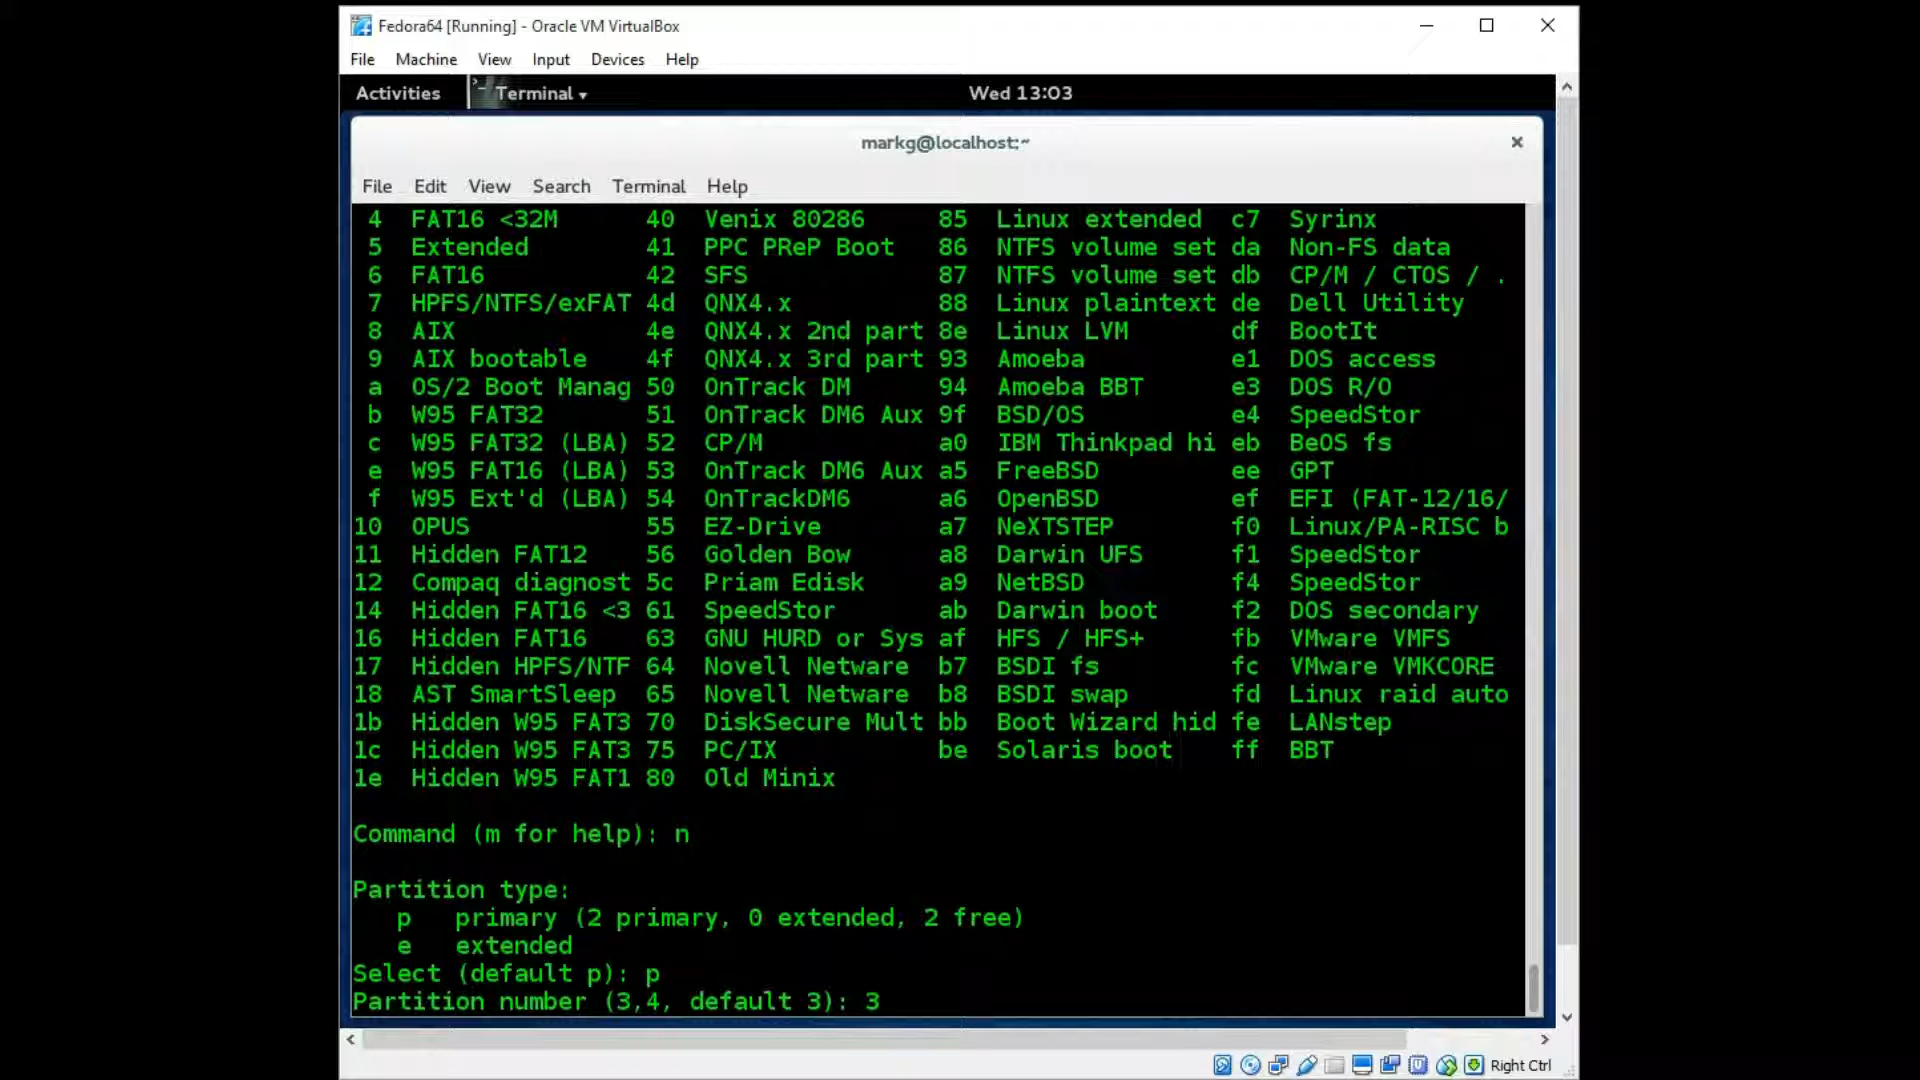 Fedora64 [Running] - Oracle VM VirtualBox
File Machine View Input Devices Help
Activities Terminal Wed 13:03
markg@localhost:~
File Edit View Search Terminal Help
4 FAT16 <32M 40 Venix 80286 85 Linux extended c7 Syrinx
5 Extended 41 PPC PReP Boot 86 NTFS volume set da Non-FS data
6 FAT16 42 SFS 87 NTFS volume set db CP/M / CTOS / .
7 HPFS/NTFS/exFAT 4d QNX4.x 88 Linux plaintext de Dell Utility
8 AIX 4e QNX4.x 2nd part 8e Linux LVM df BootIt
9 AIX bootable 4f QNX4.x 3rd part 93 Amoeba e1 DOS access
a OS/2 Boot Manag 50 OnTrack DM 94 Amoeba BBT e3 DOS R/O
b W95 FAT32 51 OnTrack DM6 Aux 9f BSD/OS e4 SpeedStor
c W95 FAT32 (LBA) 52 CP/M a0 IBM Thinkpad hi eb BeOS fs
e W95 FAT16 (LBA) 53 OnTrack DM6 Aux a5 FreeBSD ee GPT
f W95 Ext'd (LBA) 54 OnTrackDM6 a6 OpenBSD ef EFI (FAT-12/16/
10 OPUS 55 EZ-Drive a7 NeXTSTEP f0 Linux/PA-RISC b
11 Hidden FAT12 56 Golden Bow a8 Darwin UFS f1 SpeedStor
12 Compaq diagnost 5c Priam Edisk a9 NetBSD f4 SpeedStor
14 Hidden FAT16 <3 61 SpeedStor ab Darwin boot f2 DOS secondary
16 Hidden FAT16 63 GNU HURD or Sys af HFS / HFS+ fb VMware VMFS
17 Hidden HPFS/NTF 64 Novell Netware b7 BSDI fs fc VMware VMKCORE
18 AST SmartSleep 65 Novell Netware b8 BSDI swap fd Linux raid auto
1b Hidden W95 FAT3 70 DiskSecure Mult bb Boot Wizard hid fe LANstep
1c Hidden W95 FAT3 75 PC/IX be Solaris boot ff BBT
1e Hidden W95 FAT1 80 Old Minix
Command (m for help): n
Partition type:
p primary (2 primary, 0 extended, 2 free)
e extended
Select (default p): p
Partition number (3,4, default 3): 3
Right Ctrl